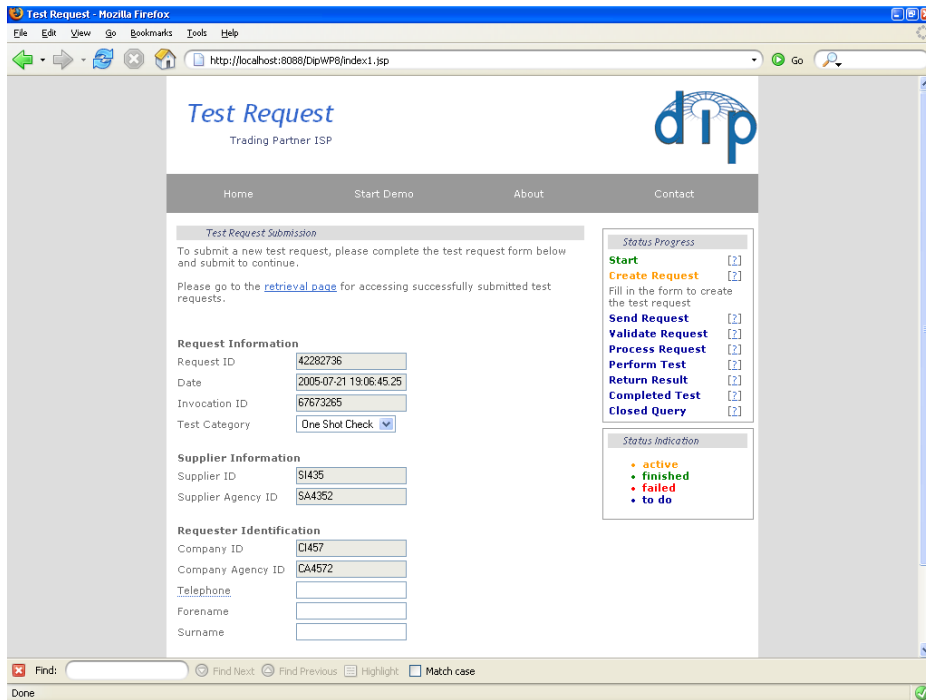 Test Request - Mozilla Firefox
File Edit View Go Bookmarks Tools Help
http://localhost:8088/DipWP8/index1.jsp
Go
Test Request
Trading Partner ISP
dip
Home Start Demo About Contact
Test Request Submission
To submit a new test request, please complete the test request form below
and submit to continue.
Please go to the retrieval page for accessing successfully submitted test
requests.
Request Information
Request ID 42282736
Date 2005-07-21 19:06:45.25
Invocation ID 67673265
Test Category One Shot Check
Supplier Information
Supplier ID SI435
Supplier Agency ID SA4352
Requester Identification
Company ID CI457
Company Agency ID CA4572
Telephone
Forename
Surname
Status Progress
Start [?]
Create Request [?]
Fill in the form to create
the test request
Send Request [?]
Validate Request [?]
Process Request [?]
Perform Test [?]
Return Result [?]
Completed Test [?]
Closed Query [?]
Status Indication
• active
• finished
• failed
• to do
Find: Find Next Find Previous Highlight Match case
Done